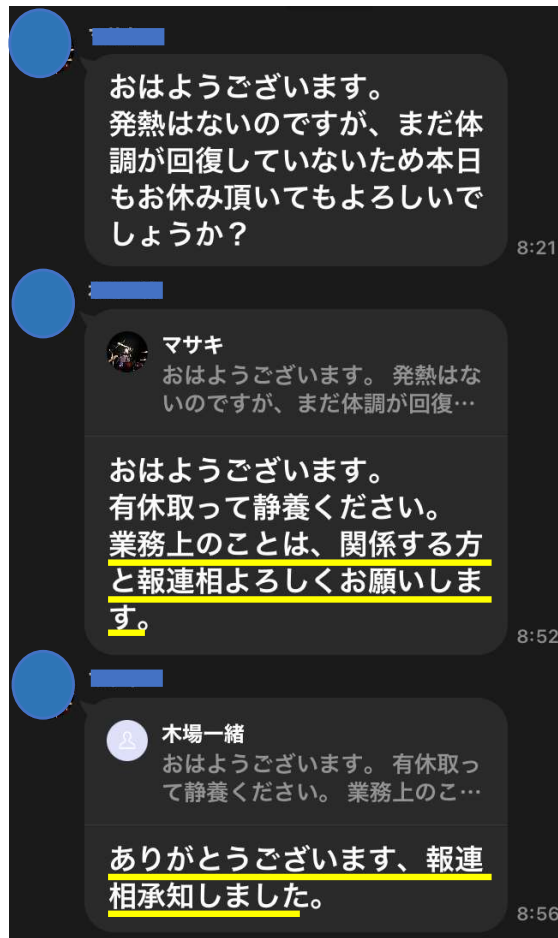 おはようございます。
発熱はないのですが、まだ体
調が回復していないため本日
もお休み頂いてもよろしいで
しょうか？
8:21
マサキ
おはようございます。 発熱はな
いのですが、まだ体調が回復…
おはようございます。
有休取って静養ください。
業務上のことは、関係する方
と報連相よろしくお願いしま
す。
8:52
木場一緒
おはようございます。 有休取っ
て静養ください。 業務上のこ…
ありがとうございます、報連
相承知しました。
8:56